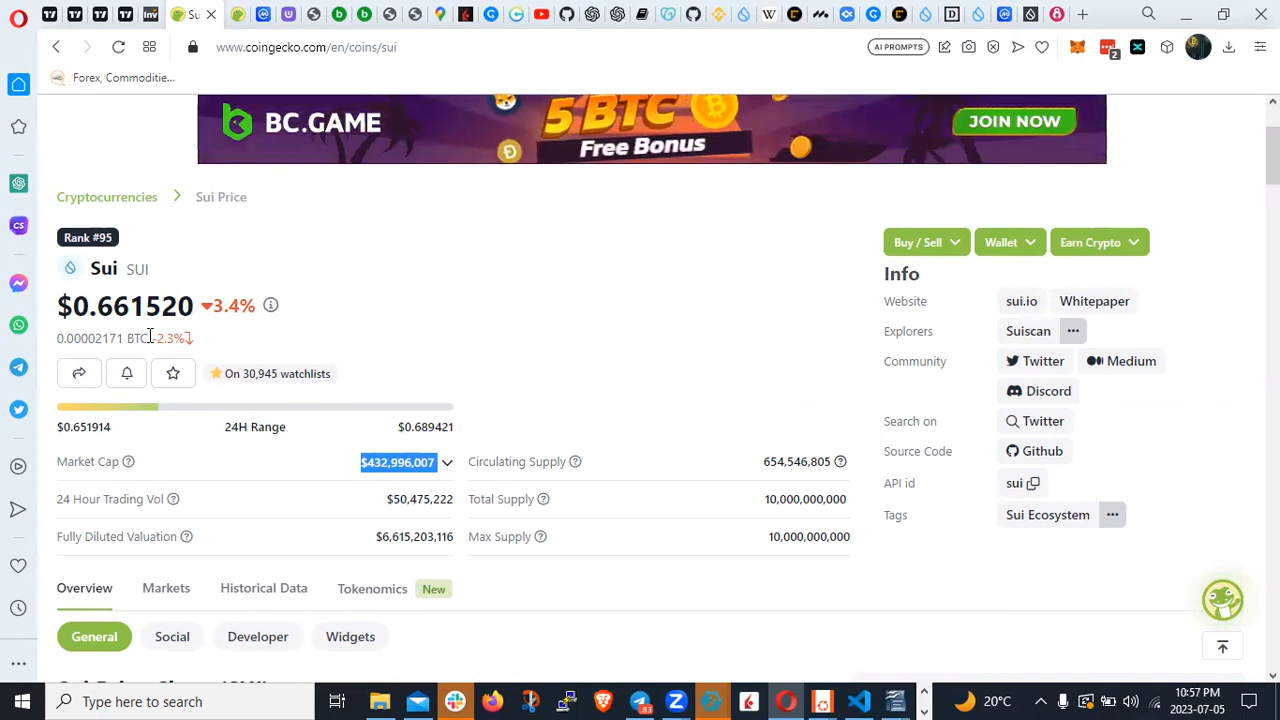 Su
Inv
www.coingecko.com/en/coins/sui
AI PROMPTS
2
Forex, Commoditie...
BC.GAME
5 BTC
Free Bonus
JOIN NOW
Cryptocurrencies
Sui Price
Rank #95
Sui SUI
$0.661520 3.4%
0.00002171 BTC -2.3%
On 30,945 watchlists
$0.651914 24H Range $0.689421
Market Cap $432,996,007
24 Hour Trading Vol $50,475,222
Fully Diluted Valuation $6,615,203,116
Circulating Supply 654,546,805
Total Supply 10,000,000,000
Max Supply 10,000,000,000
Buy / Sell Wallet Earn Crypto
Info
Website sui.io Whitepaper
Explorers Suiscan
Community Twitter Medium
Discord
Search on Twitter
Source Code Github
API id sui
Tags Sui Ecosystem
Overview Markets Historical Data Tokenomics New
General Social Developer Widgets
CS
Type here to search
83
20°C
10:57 PM
2023-07-05